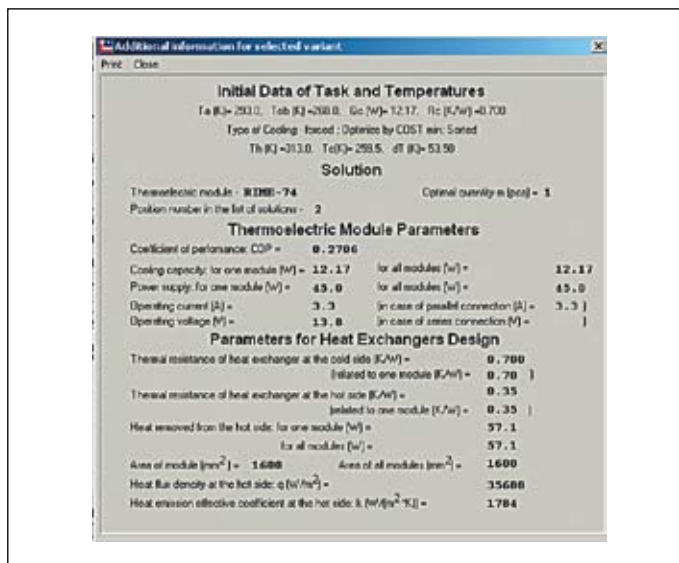 Additional information for selected variant
Print Close
Initial Data of Task and Temperatures
Ta (K)= 293.0, Tob (K) =268.0, Qc (W)= 12.17, Rc (K/W) =0.700
Type of Cooling: forced ; Optimize by COST min; Sorted
Th (K) =313.0, Tc(K)= 259.5, dT (K)= 53.50
Solution
Thermoelectric module - Optimal quantity m (pcs) = 1
Position number in the list of solutions - 2
Thermoelectric Module Parameters
Coefficient of perfomance: COP = 0.2706
Cooling capacity: for one module (W) = 12.17 for all modules (w) = 12.17
Power supply: for one module (W) = 45.0 for all modules (w) = 45.0
Operating current (A) = 3.3 (in case of parallel connection (A) = 3.3 )
Operating voltage (V) = 13.8 (in case of series connection (V) = )
Parameters for Heat Exchangers Design
Thermal resistance of heat exchanger at the cold side (K/W) = 0.700
(related to one module (K/W) = 0.70 )
Thermal resistance of heat exchanger at the hot side (K/W) = 0.35
(related to one module (K/w) = 0.35 )
Heat removed from the hot side: for one module (W) = 57.1
for all modules (W) = 57.1
Area of module (mm2) = 1600 Area of all modules (mm2) = 1600
Heat flux density at the hot side: q (W/m2) = 35600
Heat emission effective coefficient at the hot side: k (W/(m2*K)) = 1784